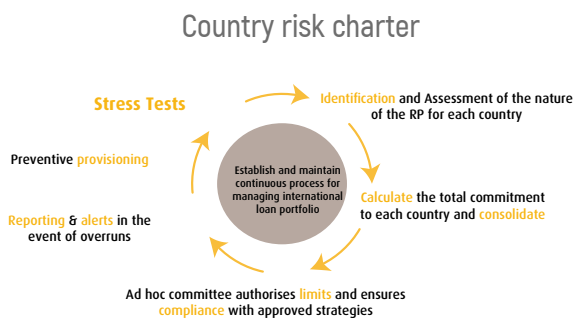 Country risk charter
Stress Tests
Identification and Assessment of the nature
of the RP for each country
Preventive provisioning
Establish and maintain
continuous process for
managing international
loan portfolio
Calculate the total commitment
to each country and consolidate
Reporting & alerts in the
event of overruns
Ad hoc committee authorises limits and ensures
compliance with approved strategies